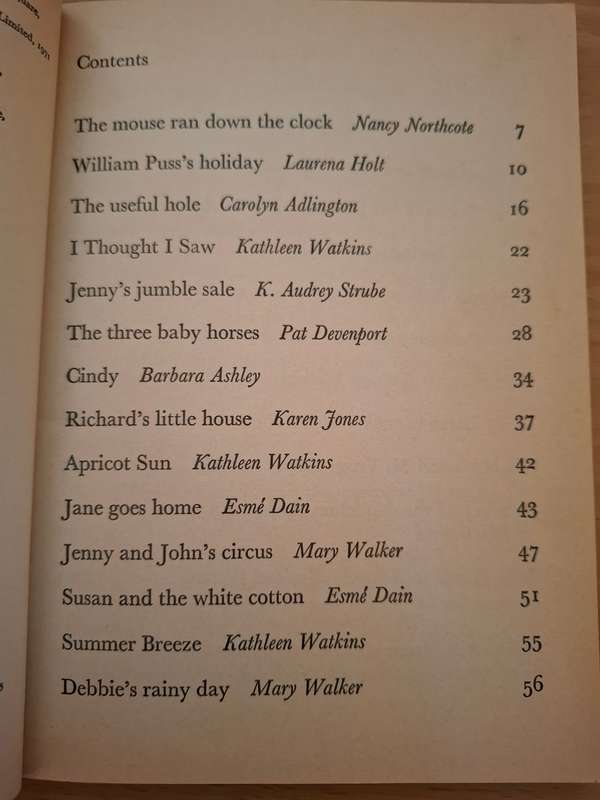 Limited, 1971
Contents
The mouse ran down the clock Nancy Northcote 7
William Puss's holiday Laurena Holt 10
The useful hole Carolyn Adlington 16
I Thought I Saw Kathleen Watkins 22
Jenny's jumble sale K. Audrey Strube 23
The three baby horses Pat Devenport 28
Cindy Barbara Ashley 34
Richard's little house Karen Jones 37
Apricot Sun Kathleen Watkins 42
Jane goes home Esmé Dain 43
Jenny and John's circus Mary Walker 47
Susan and the white cotton Esmé Dain 51
Summer Breeze Kathleen Watkins 55
Debbie's rainy day Mary Walker 56